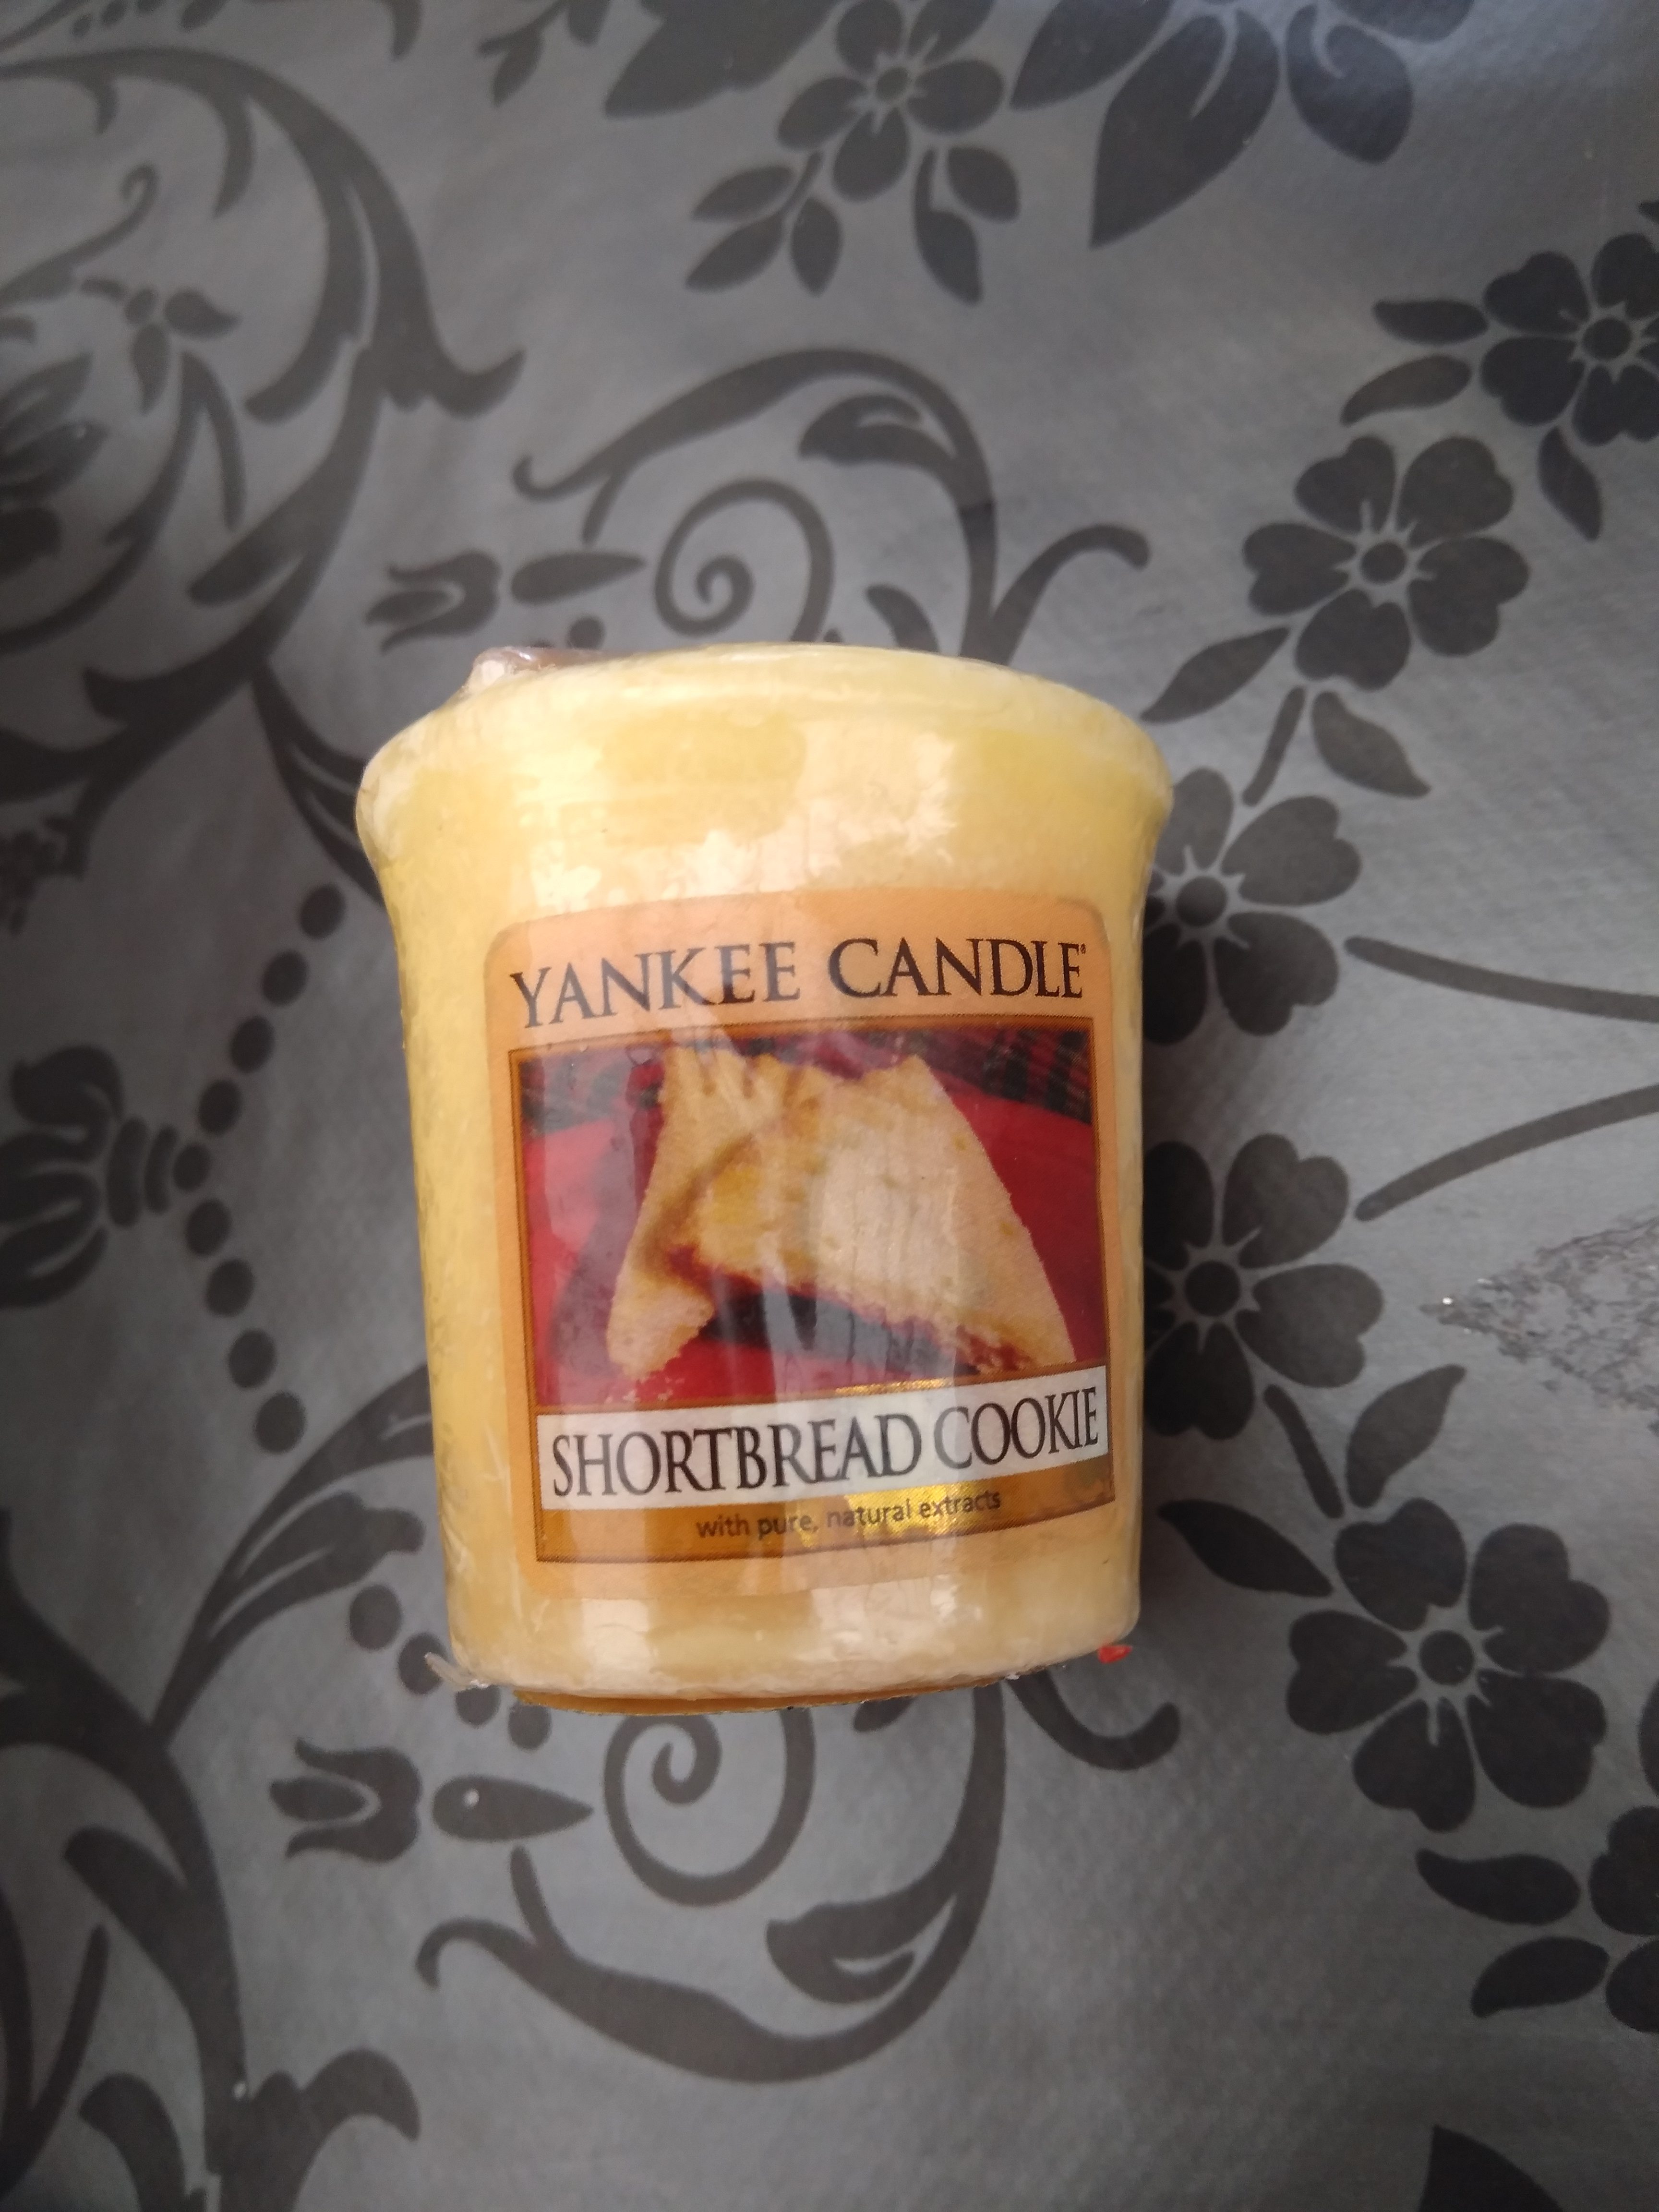 YANKEE CANDLE®
SHORTBREAD COOKIE
with pure, natural extracts